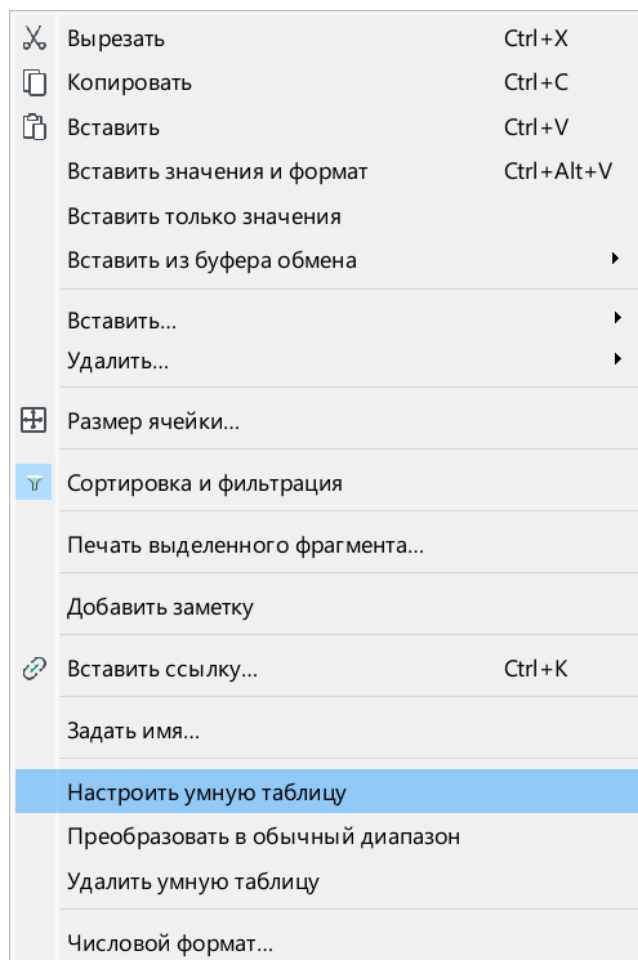 Вырезать Ctrl+X
Копировать Ctrl+C
Вставить Ctrl+V
Вставить значения и формат Ctrl+Alt+V
Вставить только значения
Вставить из буфера обмена
Вставить...
Удалить...
Размер ячейки...
Сортировка и фильтрация
Печать выделенного фрагмента...
Добавить заметку
Вставить ссылку... Ctrl+K
Задать имя...
Настроить умную таблицу
Преобразовать в обычный диапазон
Удалить умную таблицу
Числовой формат...